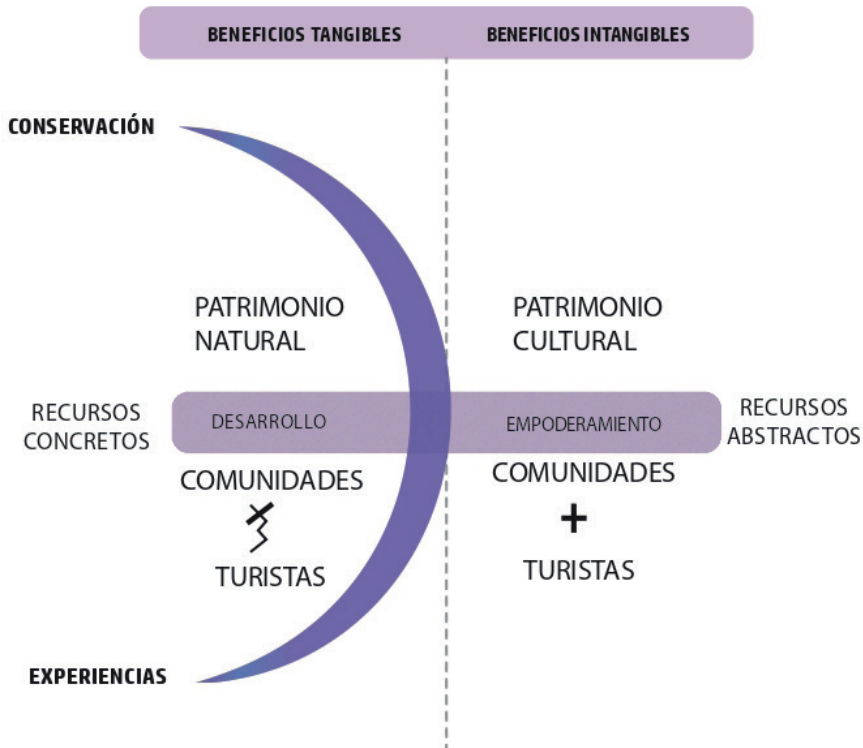 BENEFICIOS TANGIBLES
BENEFICIOS INTANGIBLES
CONSERVACIÓN
PATRIMONIO
NATURAL
PATRIMONIO
CULTURAL
RECURSOS
CONCRETOS
DESARROLLO
EMPODERAMIENTO
RECURSOS
ABSTRACTOS
COMUNIDADES
TURISTAS
COMUNIDADES
+
TURISTAS
EXPERIENCIAS